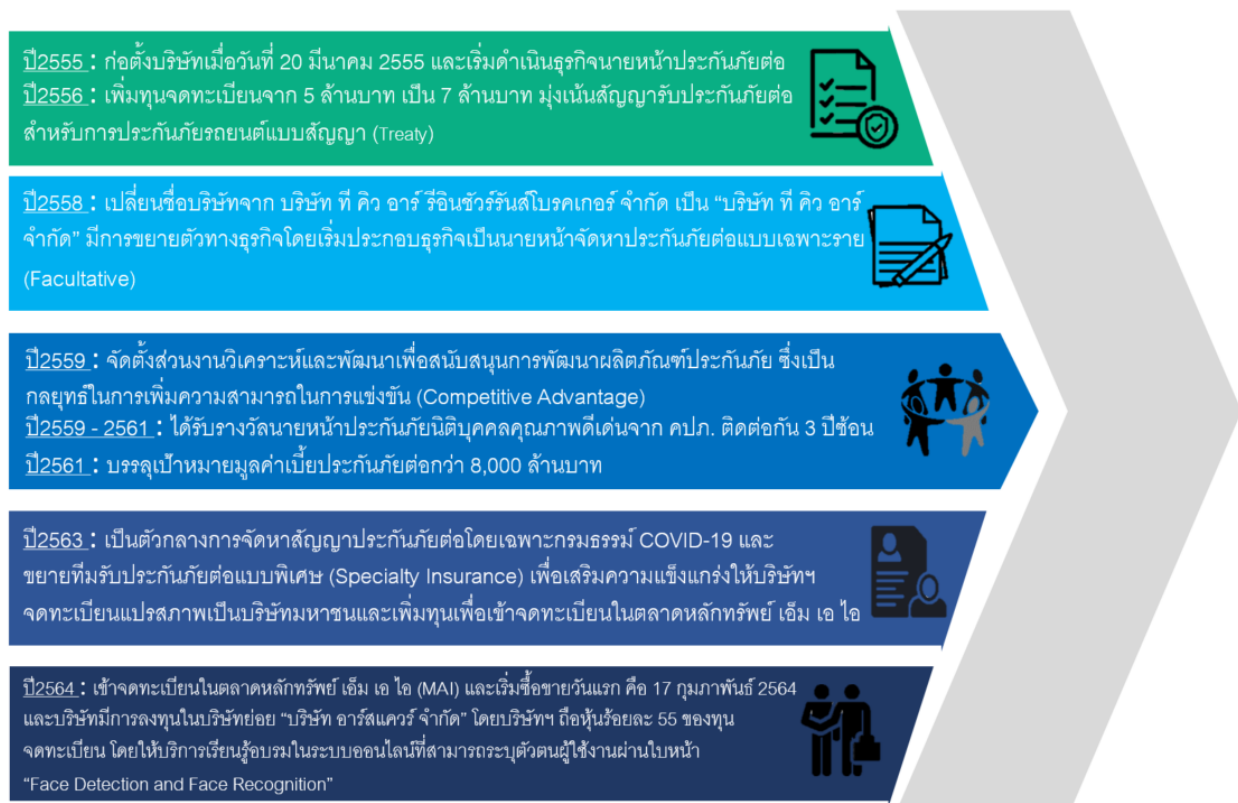 ปี2555 : ก่อตั้งบริษัทเมื่อวันที่ 20 มีนาคม 2555 และเริ่มดำเนินธุรกิจนายหน้าประกันภัยต่อ
ปี2556 : เพิ่มทุนจดทะเบียนจาก 5 ล้านบาท เป็น 7 ล้านบาท มุ่งเน้นสัญญารับประกันภัยต่อ
สำหรับการประกันภัยรถยนต์แบบสัญญา (Treaty)
ปี2558 : เปลี่ยนชื่อบริษัทจาก บริษัท ที คิว อาร์ รีอินชัวร์รันส์โบรคเกอร์ จำกัด เป็น “บริษัท ที คิว อาร์
จำกัด” มีการขยายตัวทางธุรกิจโดยเริ่มประกอบธุรกิจเป็นนายหน้าจัดหาประกันภัยต่อแบบเฉพาะราย
(Facultative)
ปี2559 : จัดตั้งส่วนงานวิเคราะห์และพัฒนาเพื่อสนับสนุนการพัฒนาผลิตภัณฑ์ประกันภัย ซึ่งเป็น
กลยุทธ์ในการเพิ่มความสามารถในการแข่งขัน (Competitive Advantage)
ปี2559 - 2561 : ได้รับรางวัลนายหน้าประกันภัยนิติบุคคลคุณภาพดีเด่นจาก คปภ. ติดต่อกัน 3 ปีซ้อน
ปี2561 : บรรลุเป้าหมายมูลค่าเบี้ยประกันภัยต่อกว่า 8,000 ล้านบาท
ปี2563 : เป็นตัวกลางการจัดหาสัญญาประกันภัยต่อโดยเฉพาะกรมธรรม์ COVID-19 และ
ขยายทีมรับประกันภัยต่อแบบพิเศษ (Specialty Insurance) เพื่อเสริมความแข็งแกร่งให้บริษัทฯ
จดทะเบียนแปรสภาพเป็นบริษัทมหาชนและเพิ่มทุนเพื่อเข้าจดทะเบียนในตลาดหลักทรัพย์ เอ็ม เอ ไอ
ปี2564 : เข้าจดทะเบียนในตลาดหลักทรัพย์ เอ็ม เอ ไอ (MAI) และเริ่มซื้อขายวันแรก คือ 17 กุมภาพันธ์ 2564
และบริษัทมีการลงทุนในบริษัทย่อย “บริษัท อาร์สแควร์ จำกัด” โดยบริษัทฯ ถือหุ้นร้อยละ 55 ของทุน
จดทะเบียน โดยให้บริการเรียนรู้อบรมในระบบออนไลน์ที่สามารถระบุตัวตนผู้ใช้งานผ่านใบหน้า
“Face Detection and Face Recognition”